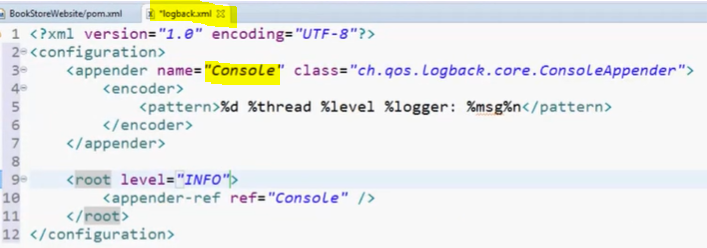 BookStoreWebsite/pom.xml *logback.xml
1 <?xml version="1.0" encoding="UTF-8"?>
2 <configuration>
3 <appender name="Console" class="ch.qos.logback.core.ConsoleAppender">
4 <encoder>
5 <pattern>%d %thread %level %logger: %msg%n</pattern>
6 </encoder>
7 </appender>
8
9 <root level="INFO">
10 <appender-ref ref="Console" />
11 </root>
12 </configuration>